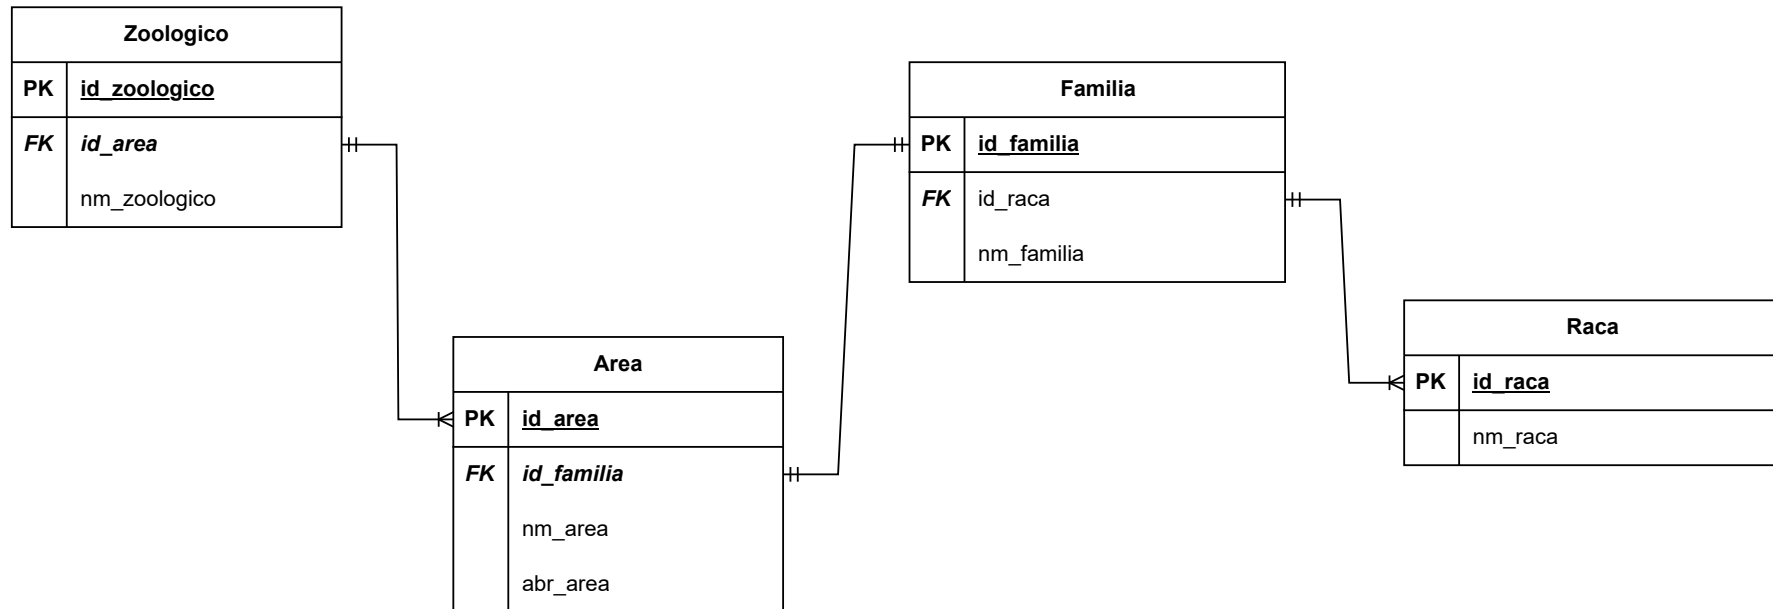 Zoologico
PK id_zoologico
FK id_area
nm_zoologico
Familia
PK id_familia
FK id_raca
nm_familia
Area
PK id_area
FK id_familia
nm_area
abr_area
Raca
PK id_raca
nm_raca